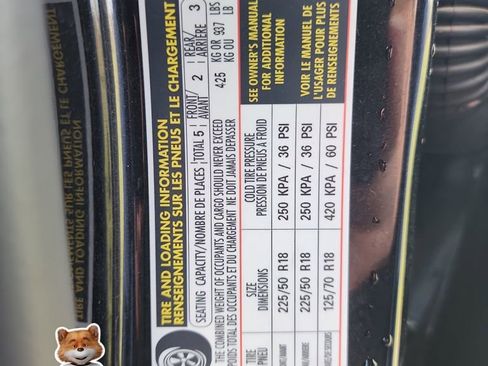 TIRE AND LOADING INFORMATION
RENSEIGNEMENTS SUR LES PNEUS ET LE CHARGEMENT
SEATING CAPACITY/NOMBRE DE PLACES TOTAL 5 FRONT/AVANT 2 REAR/ARRIÈRE 3
THE COMBINED WEIGHT OF OCCUPANTS AND CARGO SHOULD NEVER EXCEED 425 KG OR 937 LBS
POIDS TOTAL DES OCCUPANTS ET DU CHARGEMENT NE DOIT JAMAIS DÉPASSER KG OU LB
TIRE SIZE COLD TIRE PRESSURE
PNEU DIMENSIONS PRESSION DE PNEUS À FROID
AVANT 225/50 R18 250 KPA / 36 PSI
225/50 R18 250 KPA / 36 PSI
DE SECOURS 125/70 R18 420 KPA / 60 PSI
SEE OWNER'S MANUAL
FOR ADDITIONAL
INFORMATION
VOIR LE MANUEL DE
L'USAGER POUR PLUS
DE RENSEIGNEMENTS